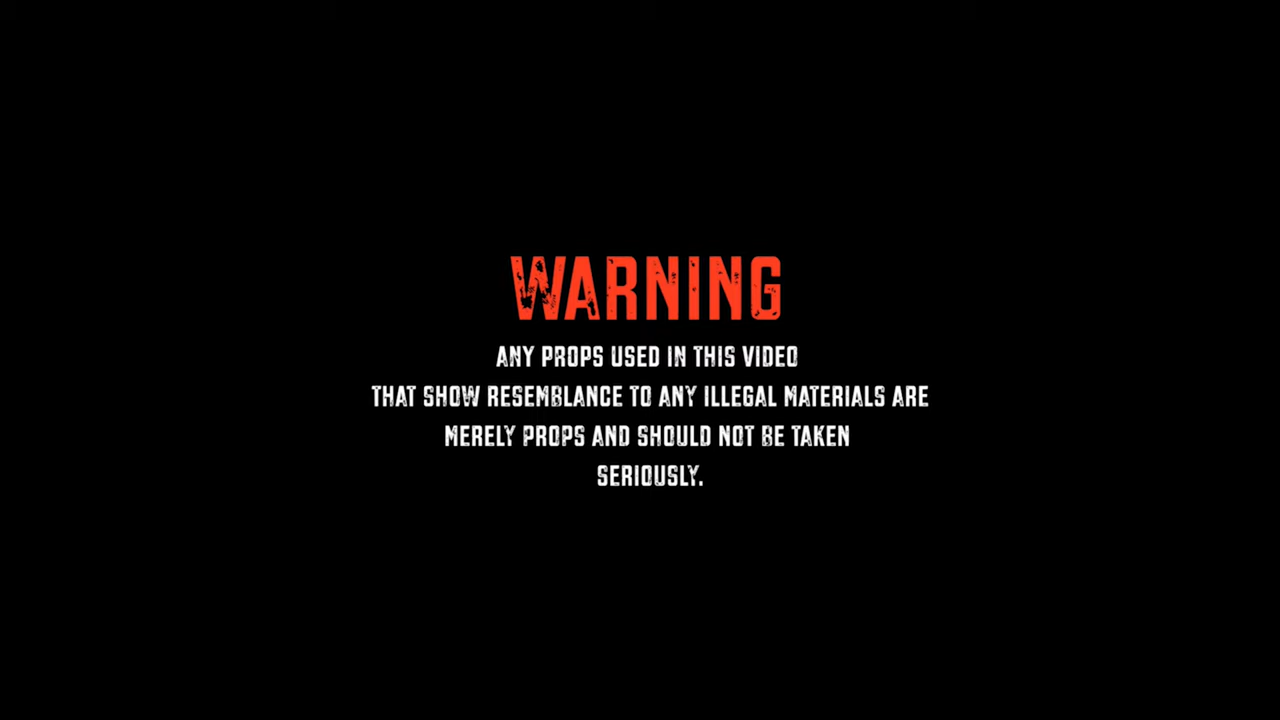 WARNING
ANY PROPS USED IN THIS VIDEO
THAT SHOW RESEMBLANCE TO ANY ILLEGAL MATERIALS ARE
MERELY PROPS AND SHOULD NOT BE TAKEN
SERIOUSLY.